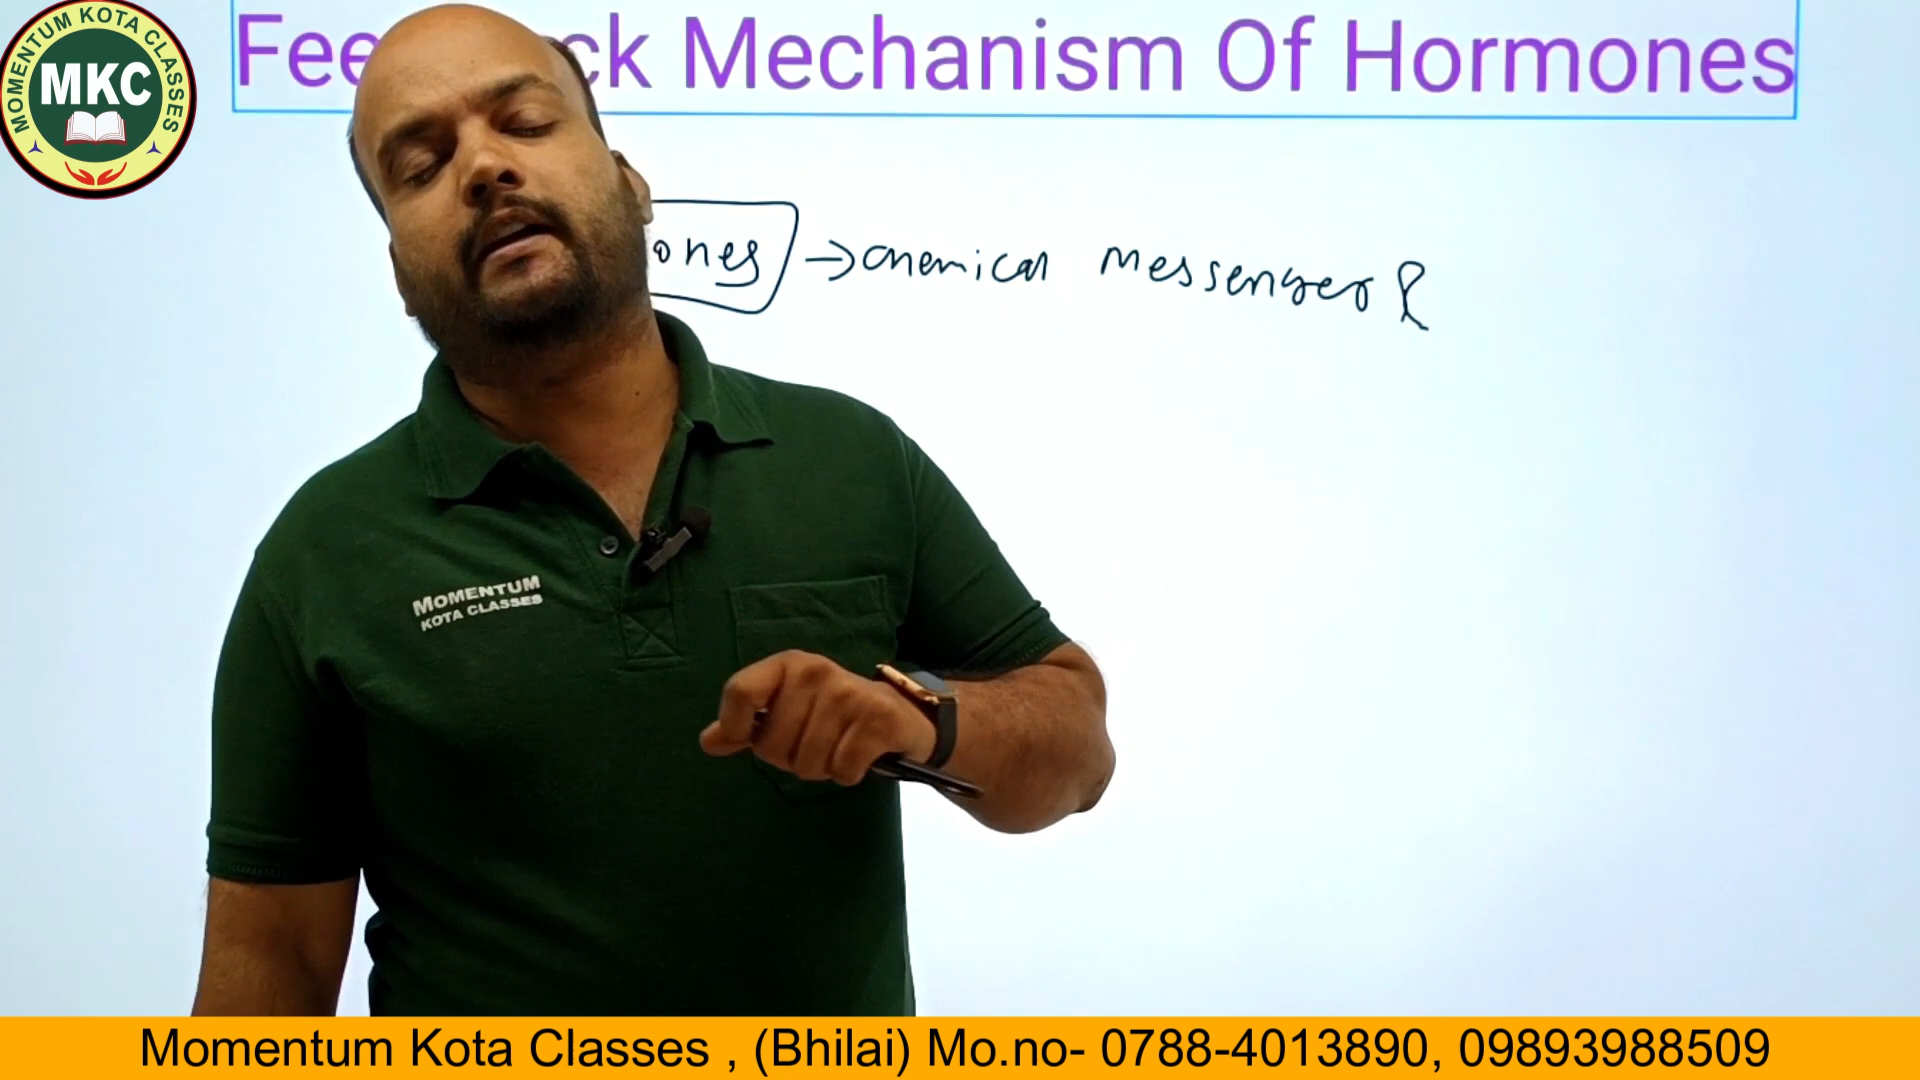 MOMENTUM KOTA CLASSES
MKC
Fee ck Mechanism Of Hormones
ones → chemical messenger &
MOMENTUM
KOTA CLASSES
Momentum Kota Classes , (Bhilai) Mo.no- 0788-4013890, 09893988509